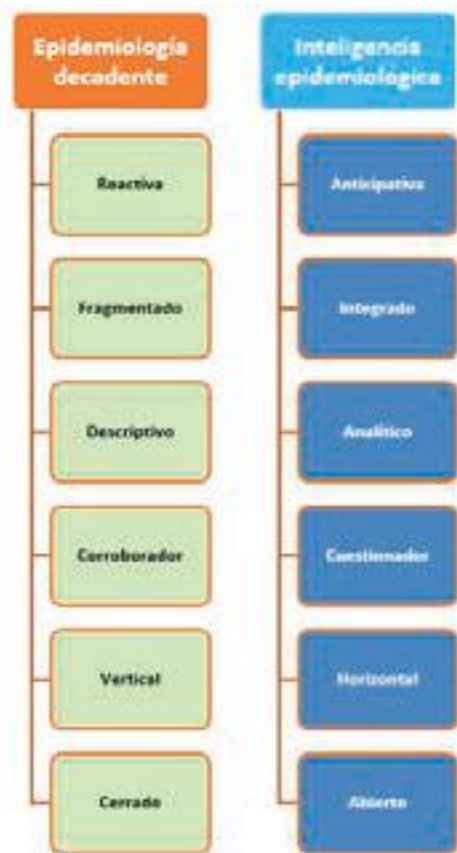 Epidemiología
decadente
Reactiva
Fragmentado
Descriptivo
Corroborador
Vertical
Cerrado
Inteligencia
epidemiológica
Anticipativa
Integrado
Analítico
Cuestionador
Horizontal
Abierto